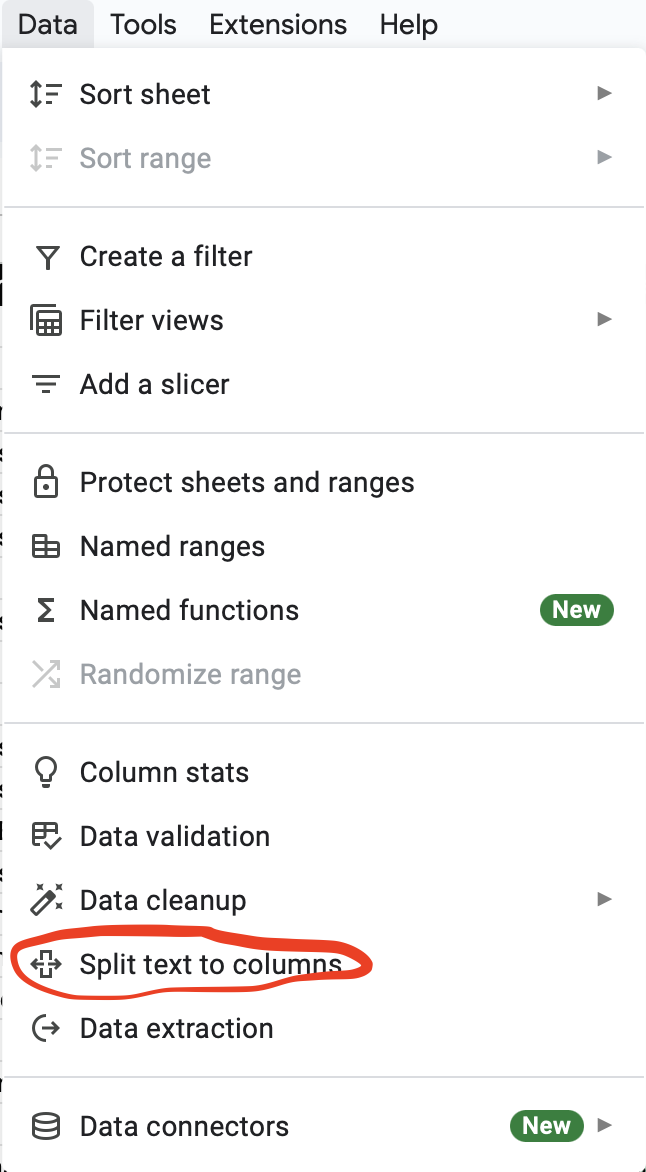 Data Tools Extensions Help
Sort sheet
Sort range
Create a filter
Filter views
Add a slicer
Protect sheets and ranges
Named ranges
Named functions New
Randomize range
Column stats
Data validation
Data cleanup
Split text to columns
Data extraction
Data connectors New